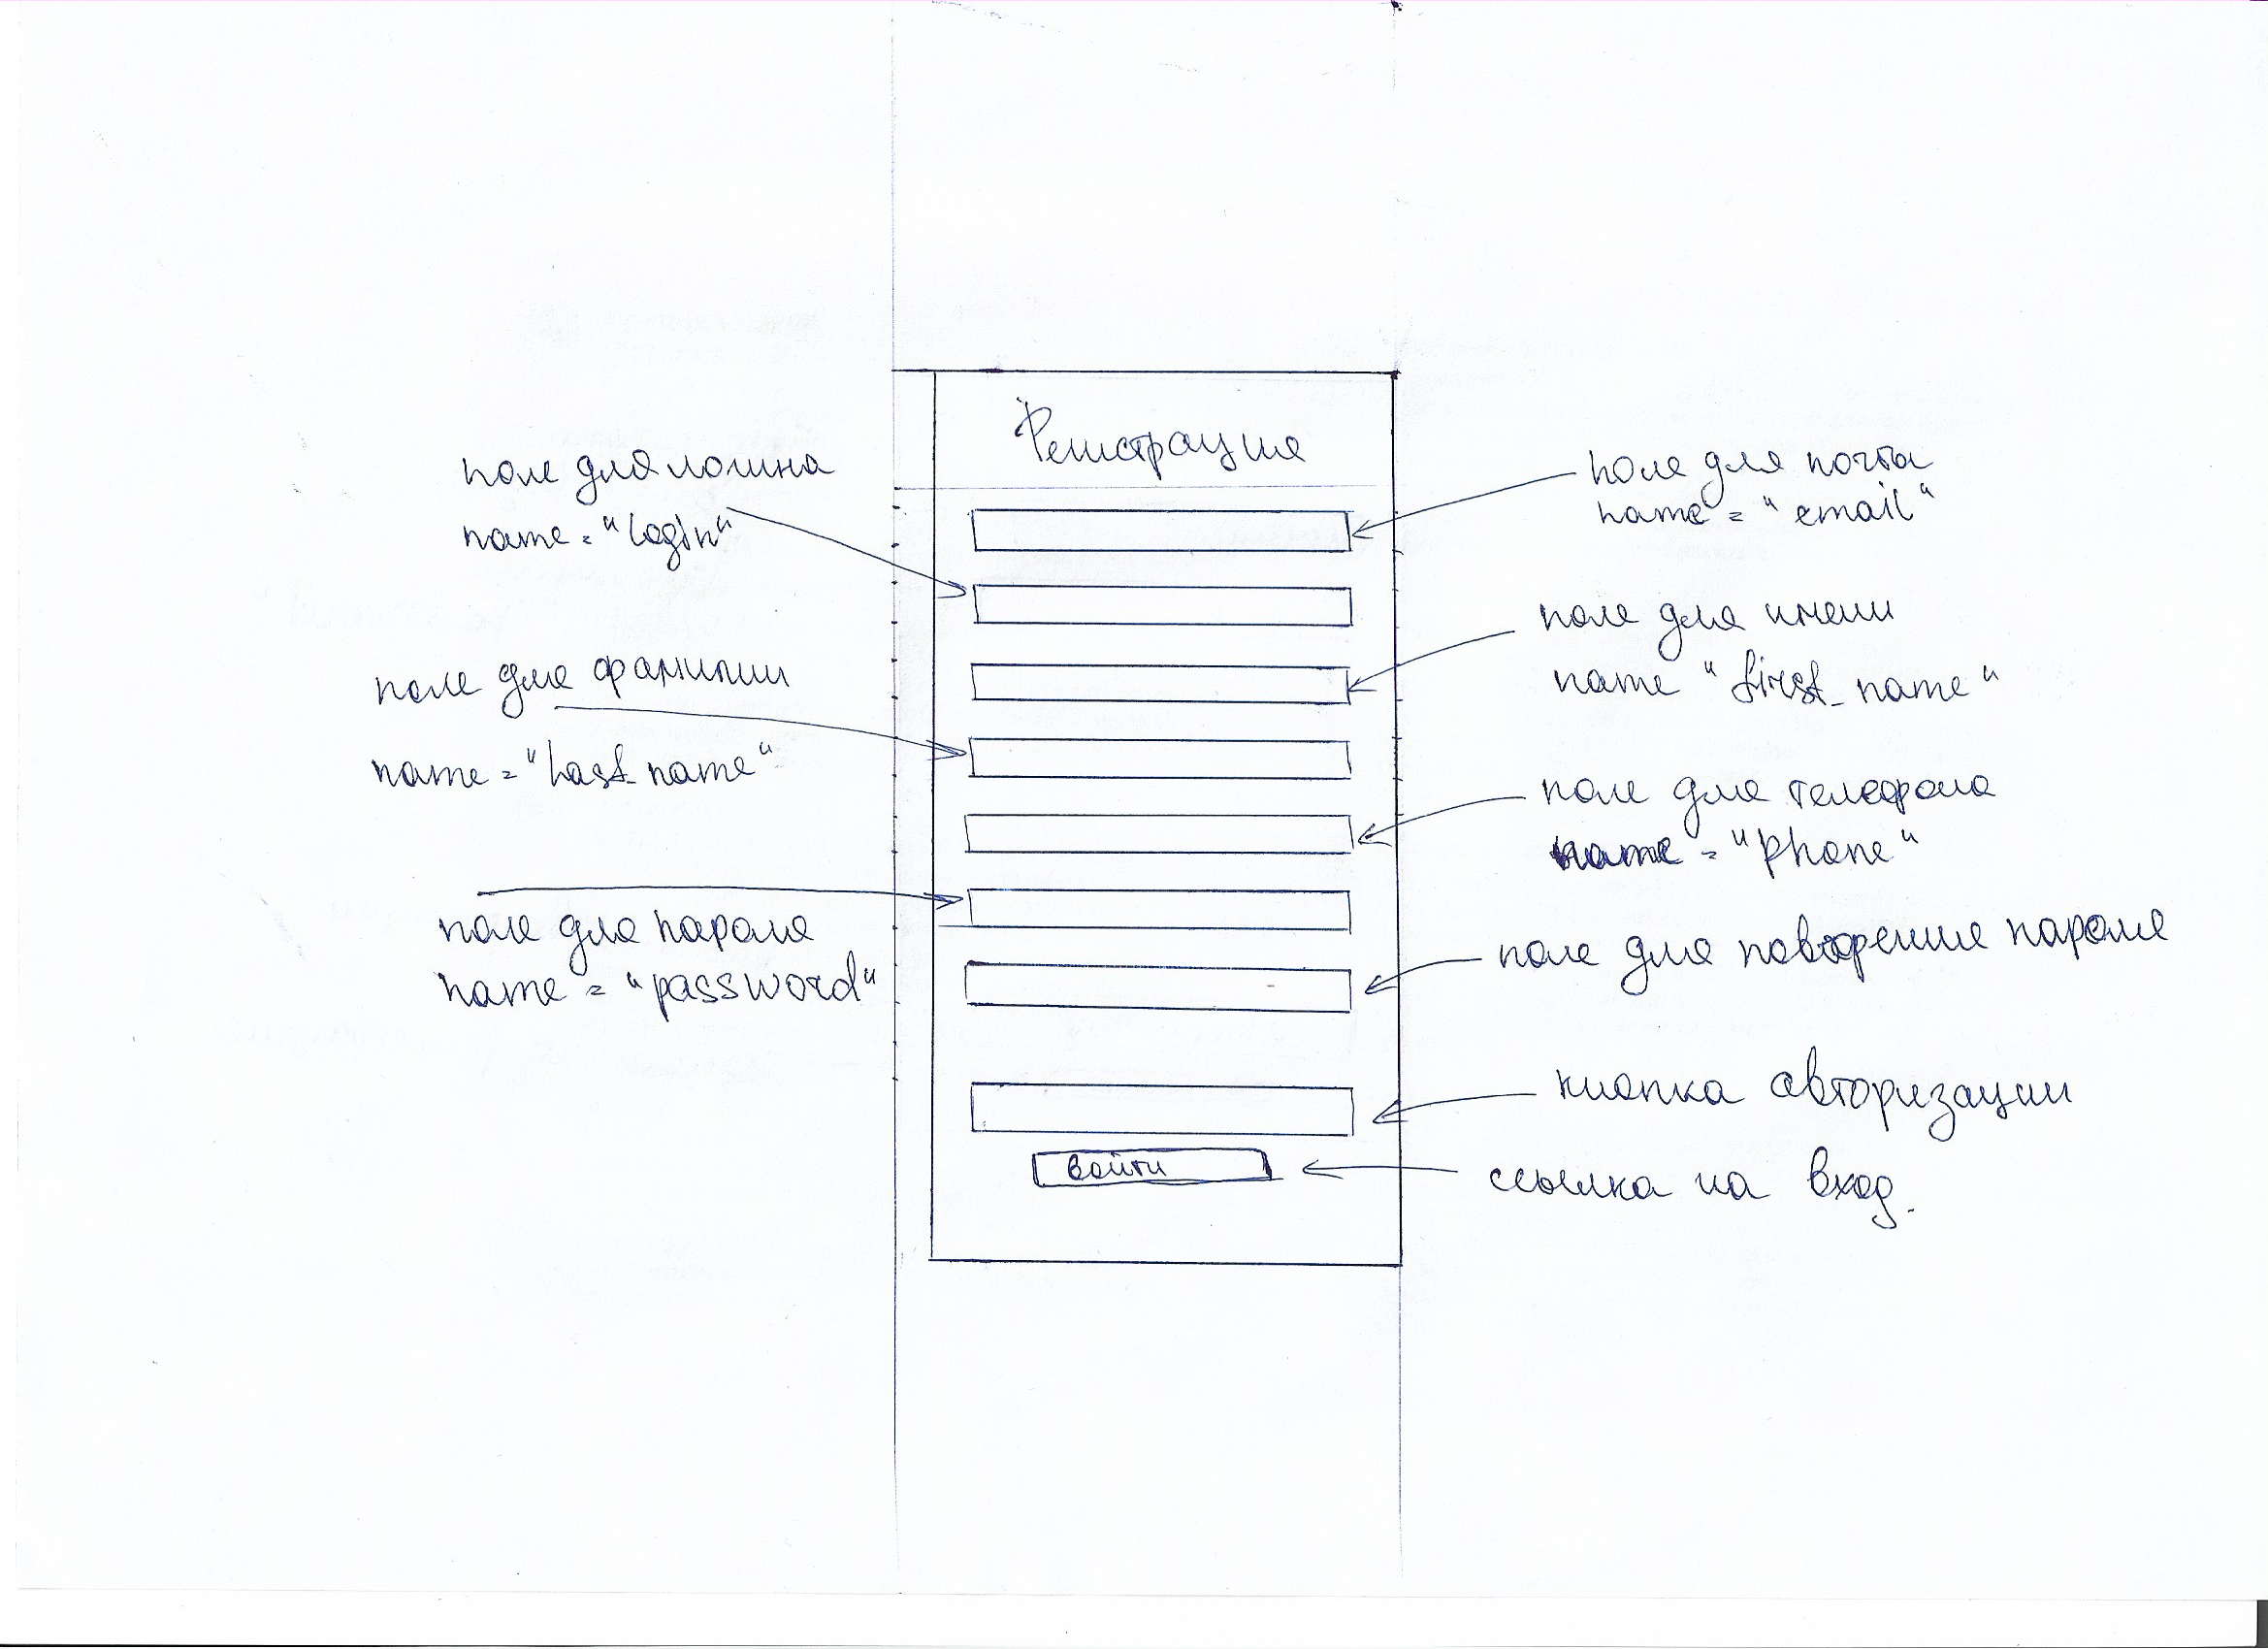 Регистрация
поле для логина
name = "login"
поле для почты
name = "email"
поле для имени
name "first_name"
поле для фамилии
name = "Last_name"
поле для телефона
name = "phone"
поле для пароля
name = "password"
поле для повторение пароля
кнопка авторизации
войти
ссылка на вход.